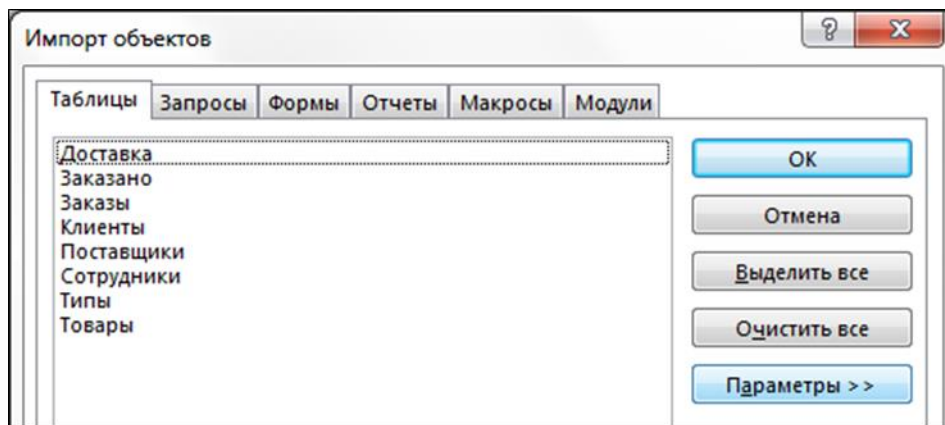 Импорт объектов
?
Таблицы Запросы Формы Отчеты Макросы Модули
Доставка
Заказано
Заказы
Клиенты
Поставщики
Сотрудники
Типы
Товары
ОК
Отмена
Выделить все
Очистить все
Параметры >>